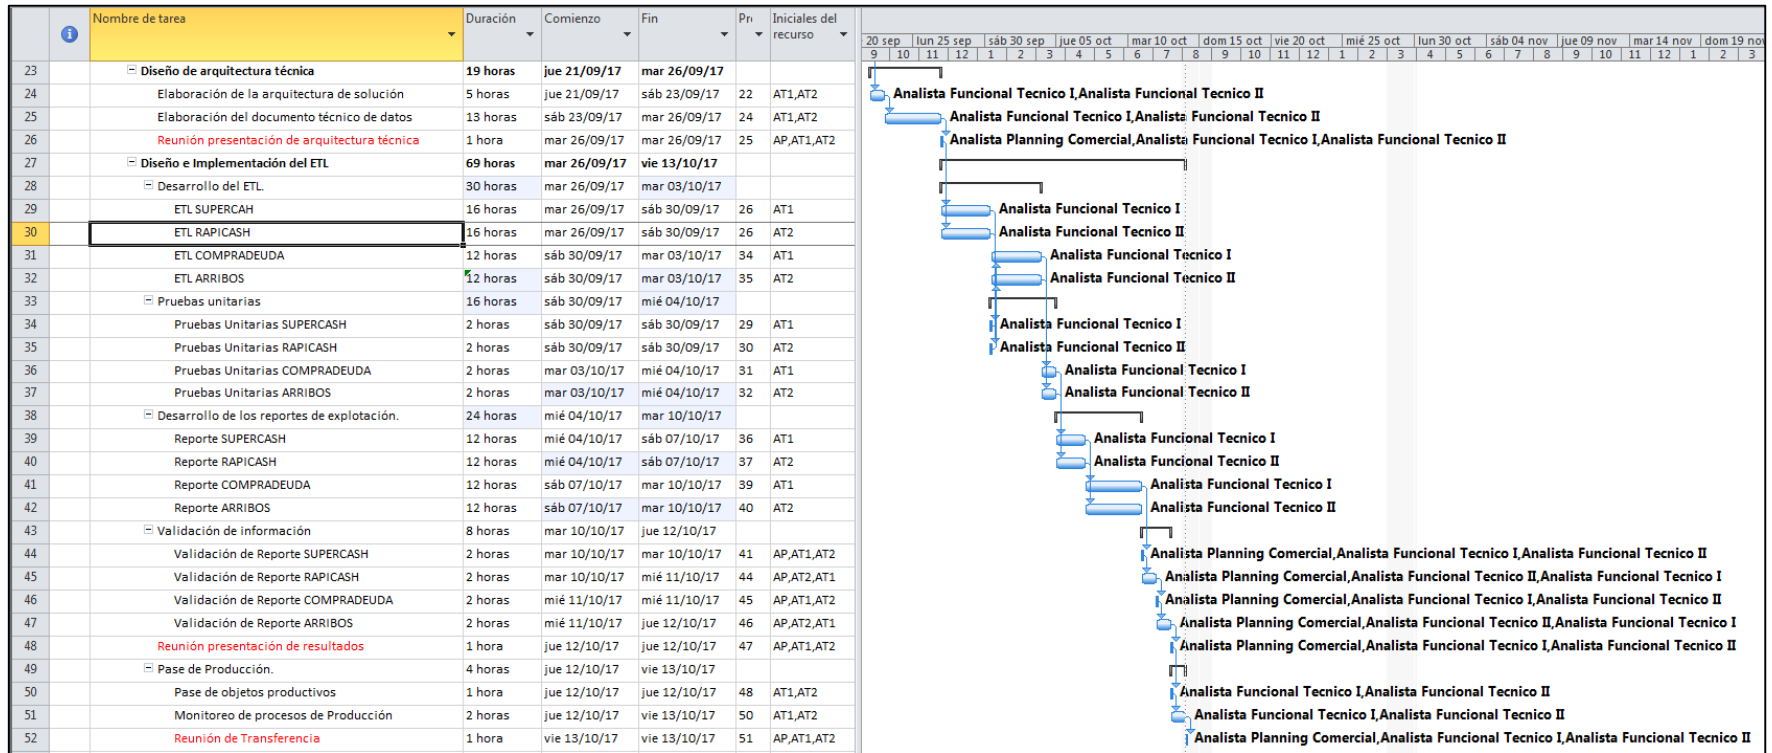 Nombre de tarea Duración Comienzo Fin Pre Iniciales del recurso
20 sep lun 25 sep sáb 30 sep jue 05 oct mar 10 oct dom 15 oct vie 20 oct mié 25 oct lun 30 oct sáb 04 nov jue 09 nov mar 14 nov dom 19 nov
9 10 11 12 1 2 3 4 5 6 7 8 9 10 11 12 1 2 3 4 5 6 7 8 9 10 11 12 1 2 3
23 Diseño de arquitectura técnica 19 horas jue 21/09/17 mar 26/09/17
24 Elaboración de la arquitectura de solución 5 horas jue 21/09/17 sáb 23/09/17 22 AT1,AT2 Analista Funcional Tecnico I,Analista Funcional Tecnico II
25 Elaboración del documento técnico de datos 13 horas sáb 23/09/17 mar 26/09/17 24 AT1,AT2 Analista Funcional Tecnico I,Analista Funcional Tecnico II
26 Reunión presentación de arquitectura técnica 1 hora mar 26/09/17 mar 26/09/17 25 AP,AT1,AT2 Analista Planning Comercial,Analista Funcional Tecnico I,Analista Funcional Tecnico II
27 Diseño e Implementación del ETL 69 horas mar 26/09/17 vie 13/10/17
28 Desarrollo del ETL. 30 horas mar 26/09/17 mar 03/10/17
29 ETL SUPERCAH 16 horas mar 26/09/17 sáb 30/09/17 26 AT1 Analista Funcional Tecnico I
30 ETL RAPICASH 16 horas mar 26/09/17 sáb 30/09/17 26 AT2 Analista Funcional Tecnico II
31 ETL COMPRADEUDA 12 horas sáb 30/09/17 mar 03/10/17 34 AT1 Analista Funcional Tecnico I
32 ETL ARRIBOS 12 horas sáb 30/09/17 mar 03/10/17 35 AT2 Analista Funcional Tecnico II
33 Pruebas unitarias 16 horas sáb 30/09/17 mié 04/10/17
34 Pruebas Unitarias SUPERCASH 2 horas sáb 30/09/17 sáb 30/09/17 29 AT1 Analista Funcional Tecnico I
35 Pruebas Unitarias RAPICASH 2 horas sáb 30/09/17 sáb 30/09/17 30 AT2 Analista Funcional Tecnico II
36 Pruebas Unitarias COMPRADEUDA 2 horas mar 03/10/17 mié 04/10/17 31 AT1 Analista Funcional Tecnico I
37 Pruebas Unitarias ARRIBOS 2 horas mar 03/10/17 mié 04/10/17 32 AT2 Analista Funcional Tecnico II
38 Desarrollo de los reportes de explotación. 24 horas mié 04/10/17 mar 10/10/17
39 Reporte SUPERCASH 12 horas mié 04/10/17 sáb 07/10/17 36 AT1 Analista Funcional Tecnico I
40 Reporte RAPICASH 12 horas mié 04/10/17 sáb 07/10/17 37 AT2 Analista Funcional Tecnico II
41 Reporte COMPRADEUDA 12 horas sáb 07/10/17 mar 10/10/17 39 AT1 Analista Funcional Tecnico I
42 Reporte ARRIBOS 12 horas sáb 07/10/17 mar 10/10/17 40 AT2 Analista Funcional Tecnico II
43 Validación de información 8 horas mar 10/10/17 jue 12/10/17
44 Validación de Reporte SUPERCASH 2 horas mar 10/10/17 mar 10/10/17 41 AP,AT1,AT2 Analista Planning Comercial,Analista Funcional Tecnico I,Analista Funcional Tecnico II
45 Validación de Reporte RAPICASH 2 horas mar 10/10/17 mié 11/10/17 44 AP,AT2,AT1 Analista Planning Comercial,Analista Funcional Tecnico II,Analista Funcional Tecnico I
46 Validación de Reporte COMPRADEUDA 2 horas mié 11/10/17 mié 11/10/17 45 AP,AT1,AT2 Analista Planning Comercial,Analista Funcional Tecnico I,Analista Funcional Tecnico II
47 Validación de Reporte ARRIBOS 2 horas mié 11/10/17 jue 12/10/17 46 AP,AT2,AT1 Analista Planning Comercial,Analista Funcional Tecnico II,Analista Funcional Tecnico I
48 Reunión presentación de resultados 1 hora jue 12/10/17 jue 12/10/17 47 AP,AT1,AT2 Analista Planning Comercial,Analista Funcional Tecnico I,Analista Funcional Tecnico II
49 Pase de Producción. 4 horas jue 12/10/17 vie 13/10/17
50 Pase de objetos productivos 1 hora jue 12/10/17 jue 12/10/17 48 AT1,AT2 Analista Funcional Tecnico I,Analista Funcional Tecnico II
51 Monitoreo de procesos de Producción 2 horas jue 12/10/17 vie 13/10/17 50 AT1,AT2 Analista Funcional Tecnico I,Analista Funcional Tecnico II
52 Reunión de Transferencia 1 hora vie 13/10/17 vie 13/10/17 51 AP,AT1,AT2 Analista Planning Comercial,Analista Funcional Tecnico I,Analista Funcional Tecnico II